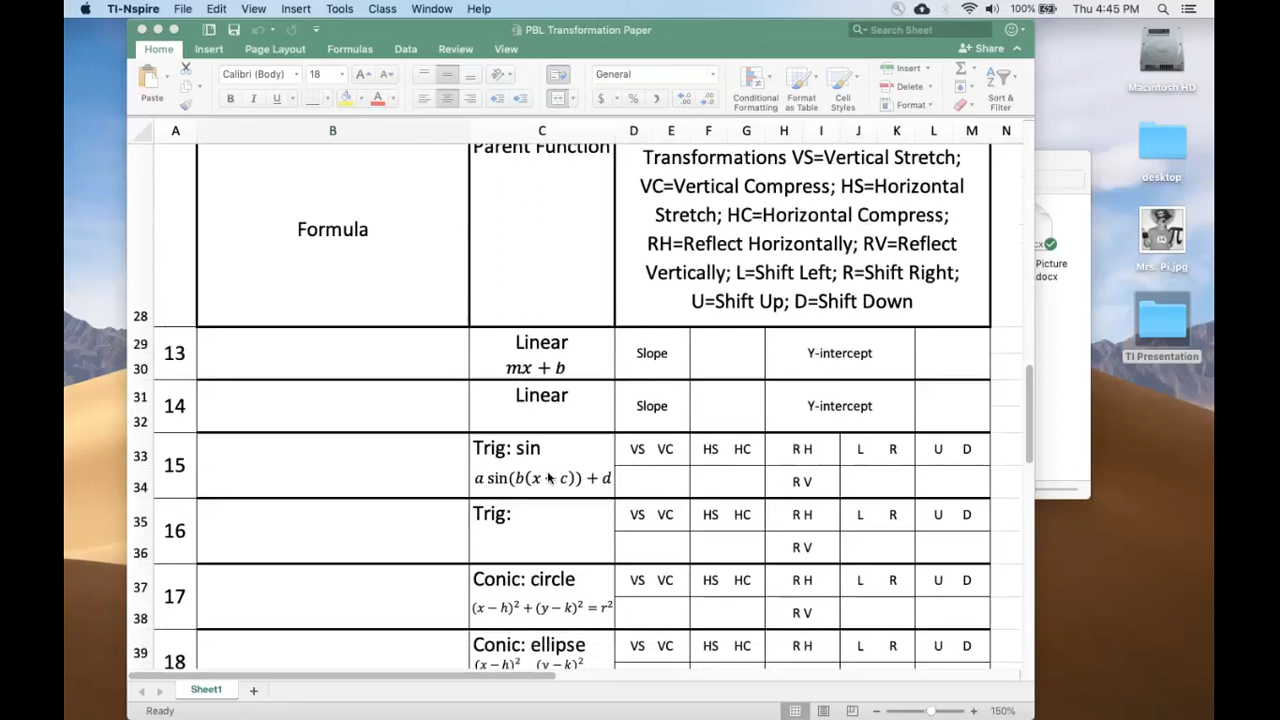 TI-Nspire File Edit View Insert Tools Class Window Help 100% Thu 4:45 PM
PBL Transformation Paper
Search Sheet
Home Insert Page Layout Formulas Data Review View
Share
Paste
Calibri (Body) 18 A A
B I U A
General
$ %
Conditional Formatting
Format as Table
Cell Styles
Insert
Delete
Format
Sort & Filter
A B C D E F G H I J K L M N
28
Formula
Parent Function
Transformations VS=Vertical Stretch;
VC=Vertical Compress; HS=Horizontal
Stretch; HC=Horizontal Compress;
RH=Reflect Horizontally; RV=Reflect
Vertically; L=Shift Left; R=Shift Right;
U=Shift Up; D=Shift Down
29
30
13
Linear
mx + b
Slope
Y-intercept
31
32
14
Linear
Slope
Y-intercept
33
34
15
Trig: sin
VS VC HS HC R H L R U D
a sin(b(x c)) + d
R V
35
36
16
Trig:
VS VC HS HC R H L R U D
R V
37
38
17
Conic: circle
VS VC HS HC R H L R U D
(x − h)² + (y − k)² = r²
R V
39
18
Conic: ellipse
VS VC HS HC R H L R U D
(x − h)² (y − k)²
Sheet1
Ready
150%
Macintosh HD
desktop
Mrs. Pi.jpg
TI Presentation
Picture
.docx